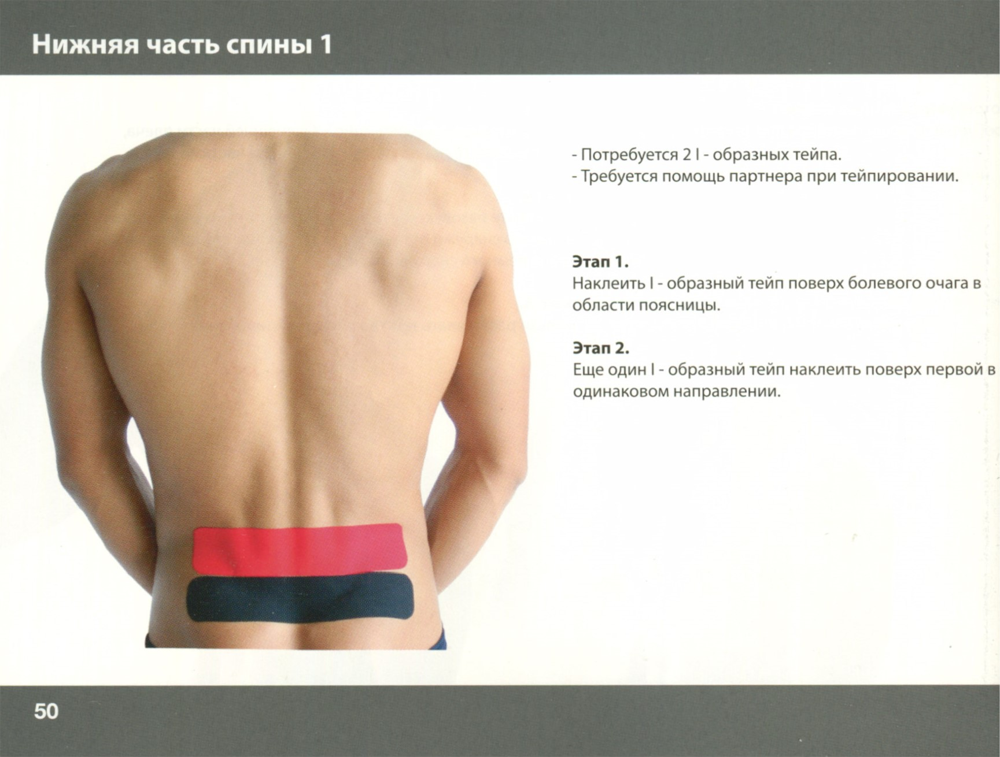 Нижняя часть спины 1
- Потребуется 2 I - образных тейпа.
- Требуется помощь партнера при тейпировании.
Этап 1.
Наклеить I - образный тейп поверх болевого очага в
области поясницы.
Этап 2.
Еще один I - образный тейп наклеить поверх первой в
одинаковом направлении.
50